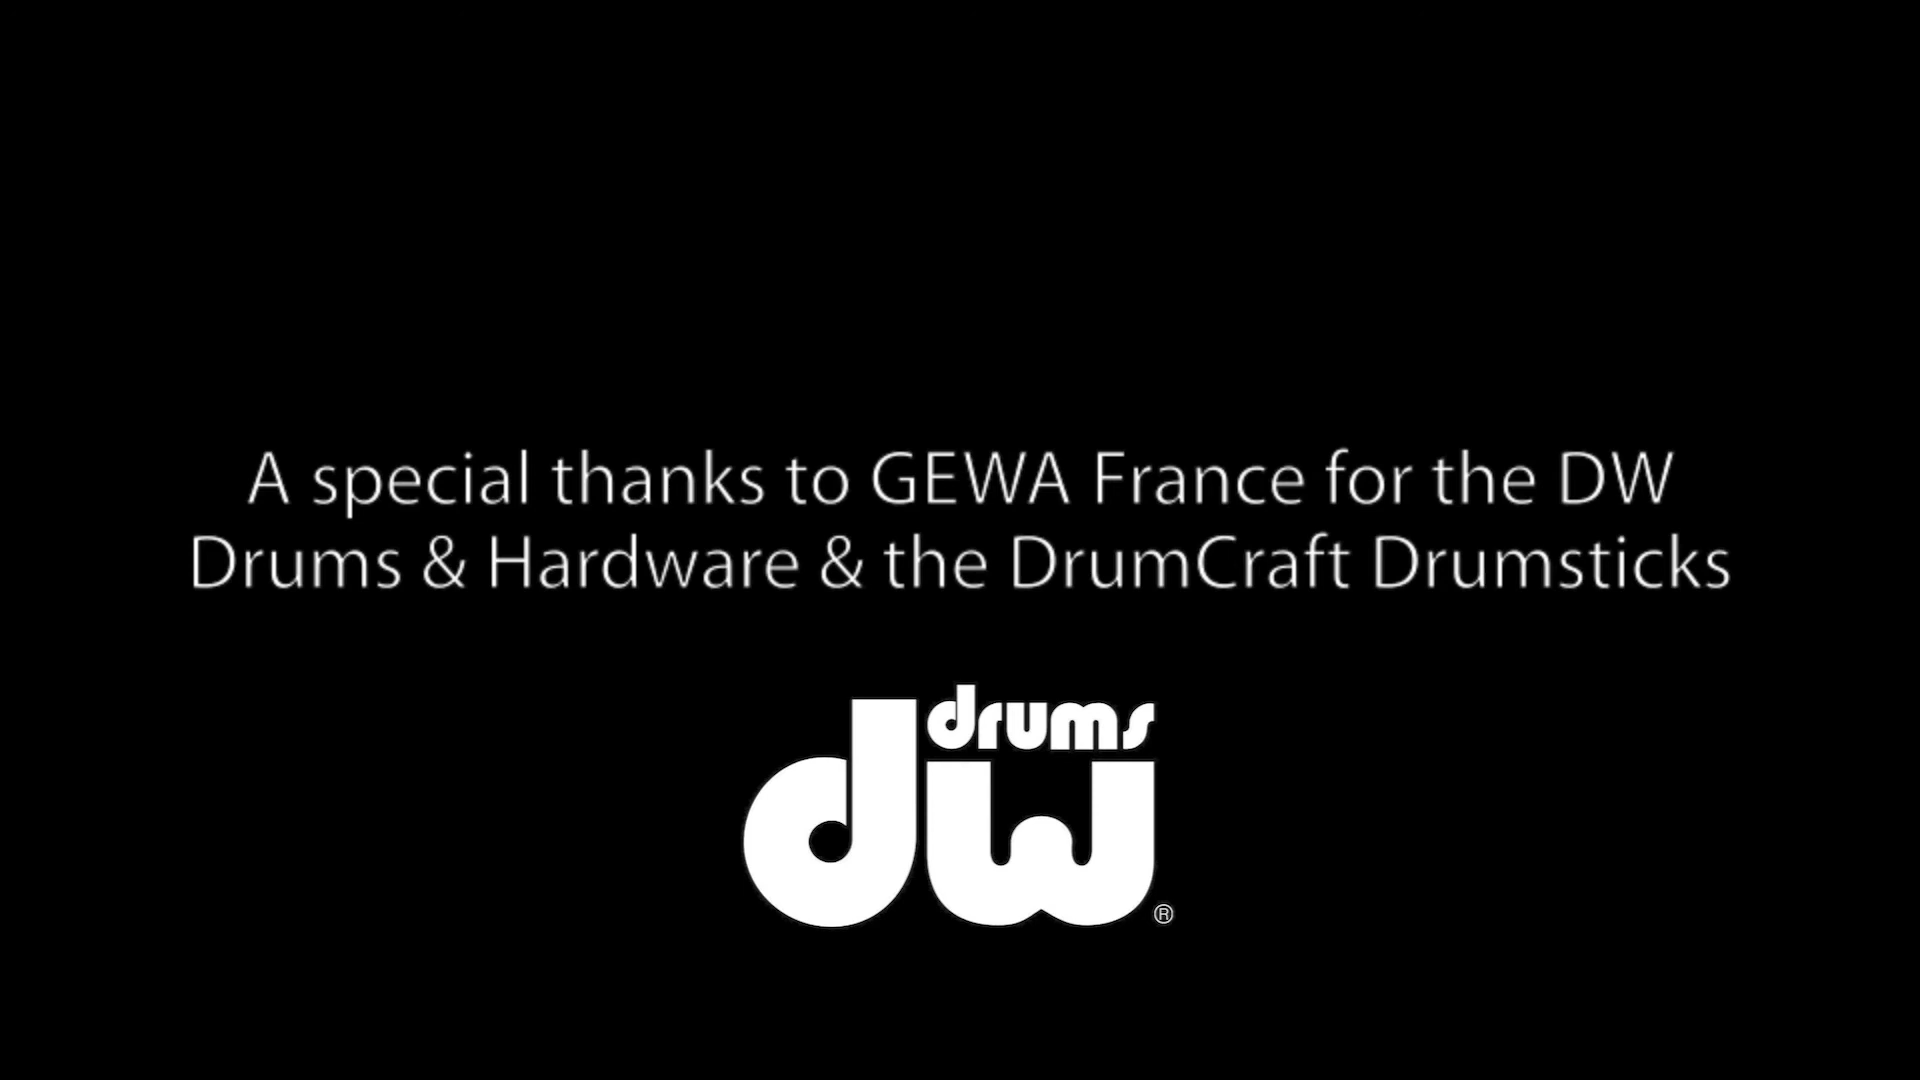 A special thanks to GEWA France for the DW
Drums & Hardware & the DrumCraft Drumsticks
drums
dw®